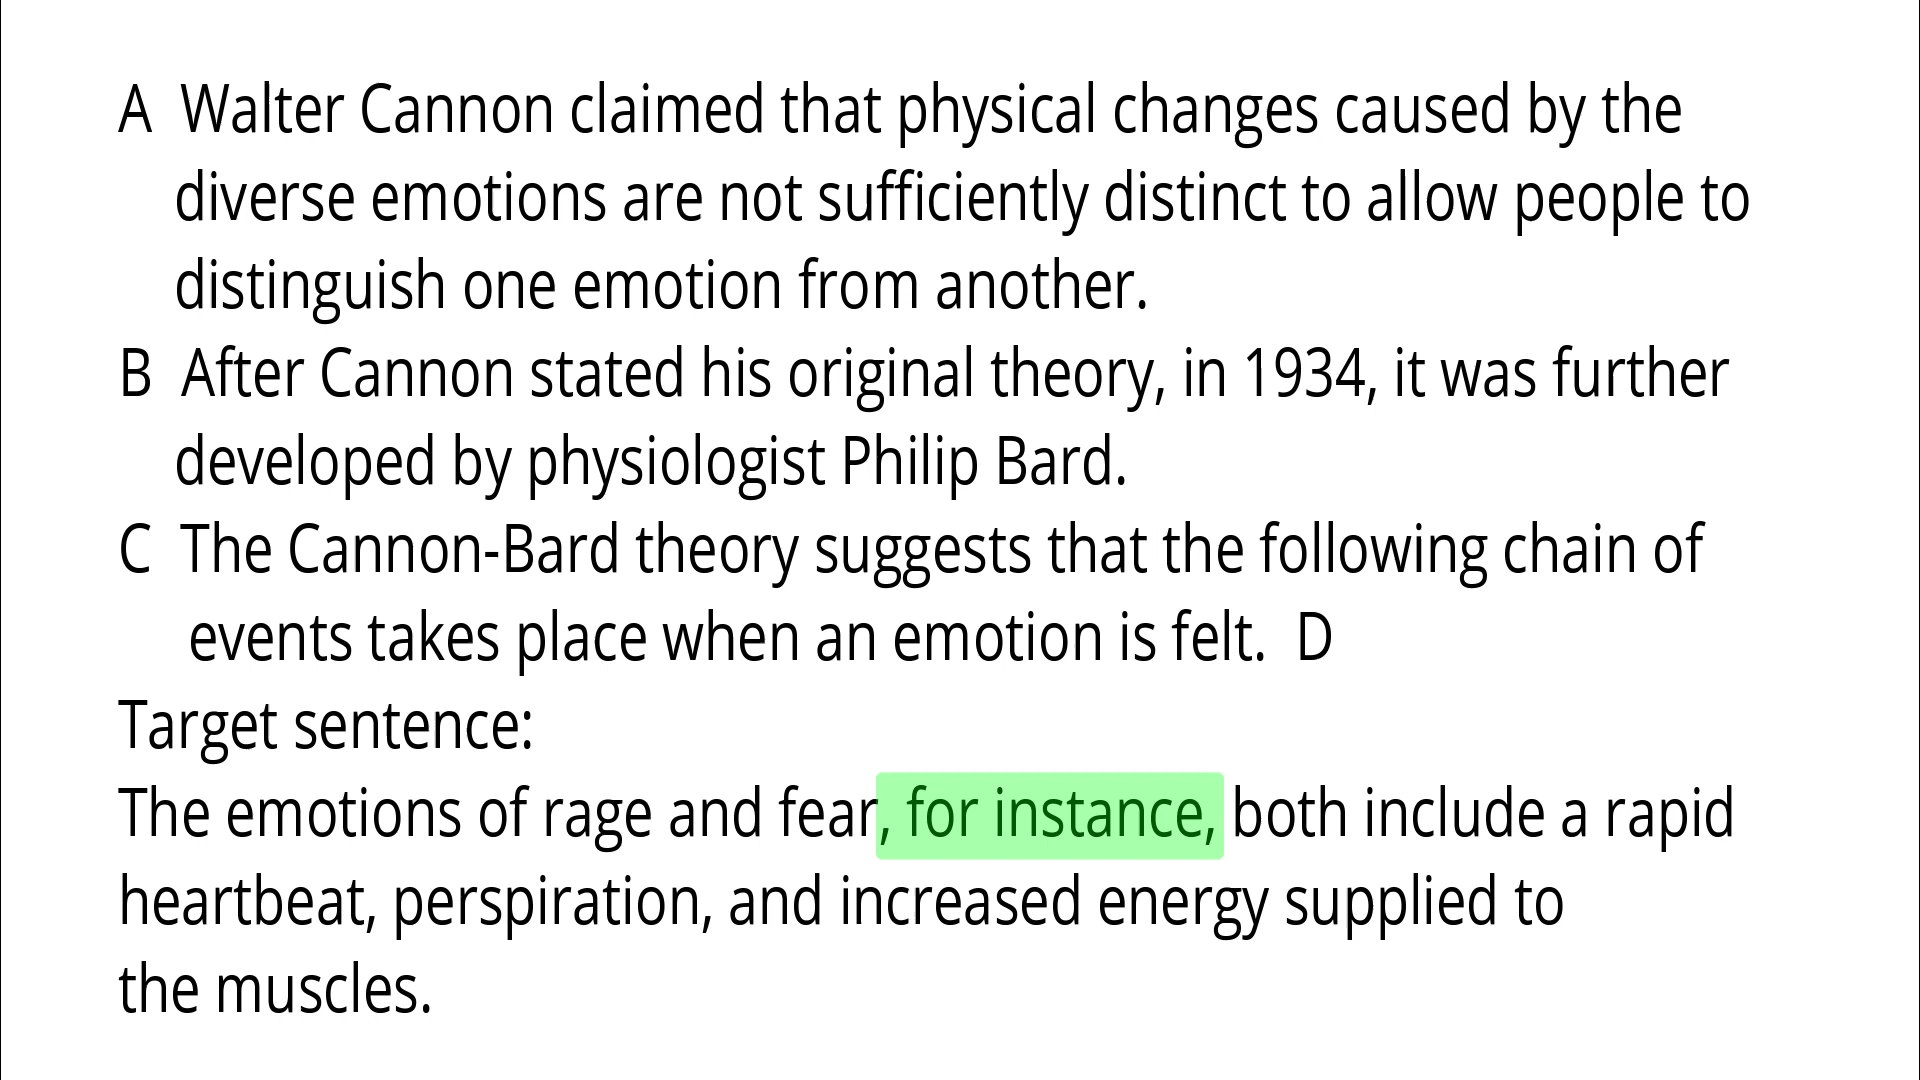 A Walter Cannon claimed that physical changes caused by the
diverse emotions are not sufficiently distinct to allow people to
distinguish one emotion from another.
B After Cannon stated his original theory, in 1934, it was further
developed by physiologist Philip Bard.
C The Cannon-Bard theory suggests that the following chain of
events takes place when an emotion is felt. D
Target sentence:
The emotions of rage and fear, for instance, both include a rapid
heartbeat, perspiration, and increased energy supplied to
the muscles.